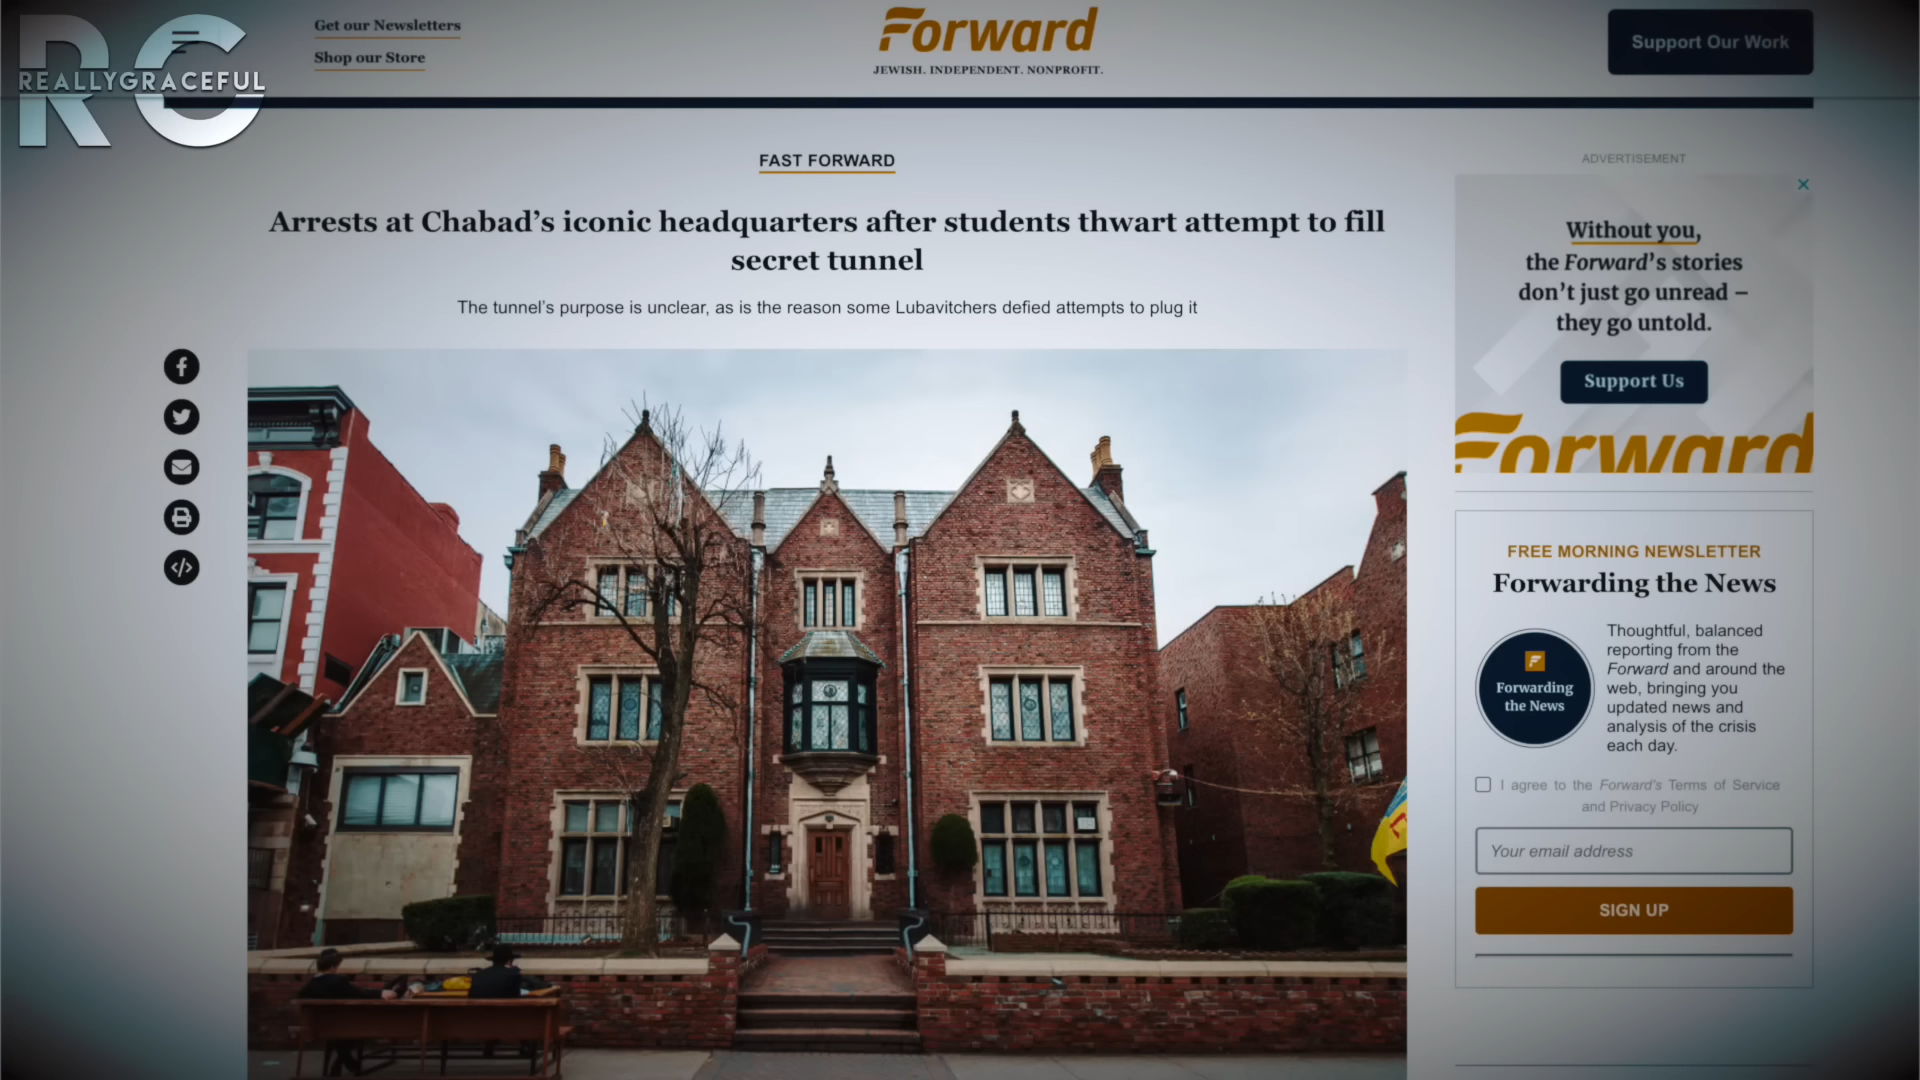 RG
REALLYGRACEFUL
Get our Newsletters
Shop our Store
Forward
JEWISH. INDEPENDENT. NONPROFIT.
Support Our Work
FAST FORWARD
Arrests at Chabad’s iconic headquarters after students thwart attempt to fill
secret tunnel
The tunnel’s purpose is unclear, as is the reason some Lubavitchers defied attempts to plug it
ADVERTISEMENT
Without you,
the Forward’s stories
don’t just go unread –
they go untold.
Support Us
Forward
FREE MORNING NEWSLETTER
Forwarding the News
Forwarding
the News
Thoughtful, balanced
reporting from the
Forward and around the
web, bringing you
updated news and
analysis of the crisis
each day.
I agree to the Forward's Terms of Service
and Privacy Policy
Your email address
SIGN UP